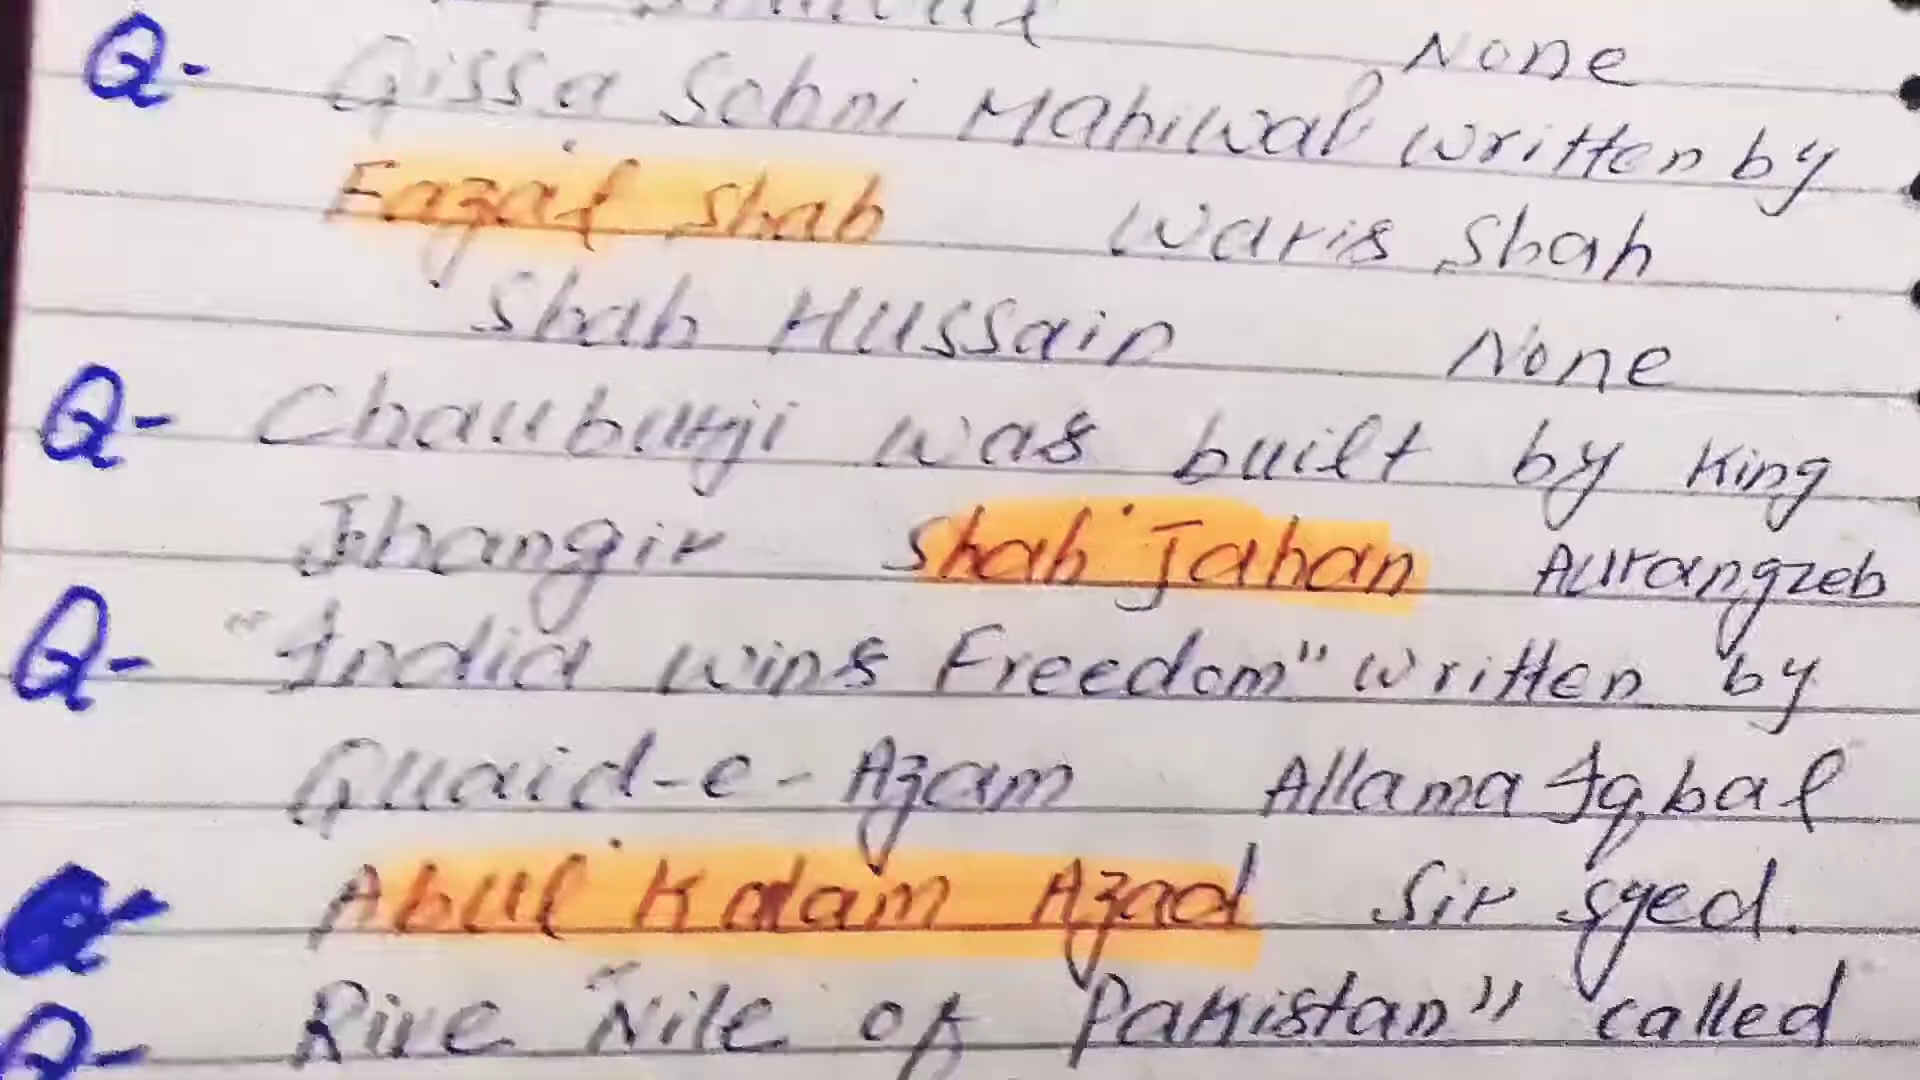 None
Q- Qissa Sohni Mahiwal written by
Fazal Shah Waris Shah
Shah Hussain None
Q- Chauburji was built by King
Jhangir Shah Jahan Aurangzeb
Q- "India wins Freedom" written by
Quaid-e-Azam Allama Iqbal
Abul Kalam Azad Sir Syed.
Q- Rive "Nile of Pakistan" called